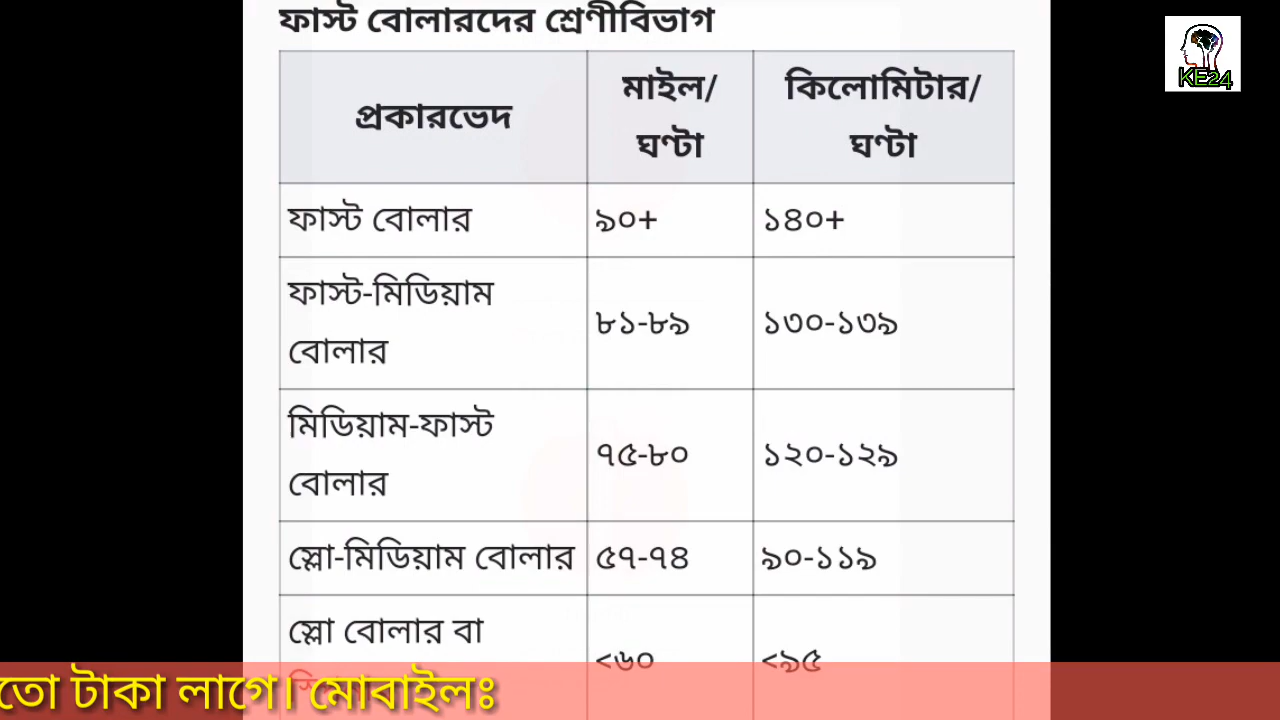 ফাস্ট বোলারদের শ্রেণীবিভাগ
KE24
প্রকারভেদ
মাইল/
ঘণ্টা
কিলোমিটার/
ঘণ্টা
ফাস্ট বোলার ৯০+ ১৪০+
ফাস্ট-মিডিয়াম
বোলার
৮১-৮৯ ১৩০-১৩৯
মিডিয়াম-ফাস্ট
বোলার
৭৫-৮০ ১২০-১২৯
স্লো-মিডিয়াম বোলার ৫৭-৭৪ ৯০-১১৯
স্লো বোলার বা
<৬০ <৯৫
তো টাকা লাগে। মোবাইলঃ